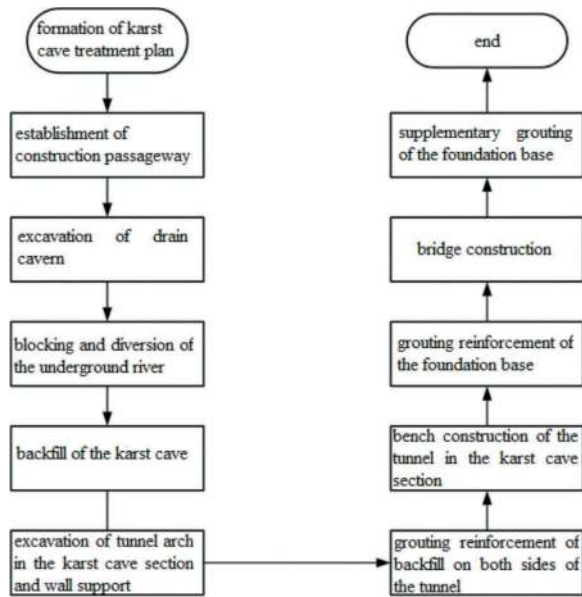 formation of karst
cave treatment plan
establishment of
construction passageway
excavation of drain
cavern
blocking and diversion of
the underground river
backfill of the karst cave
excavation of tunnel arch
in the karst cave section
and wall support
grouting reinforcement of
backfill on both sides of
the tunnel
bench construction of the
tunnel in the karst cave
section
grouting reinforcement of
the foundation base
bridge construction
supplementary grouting
of the foundation base
end